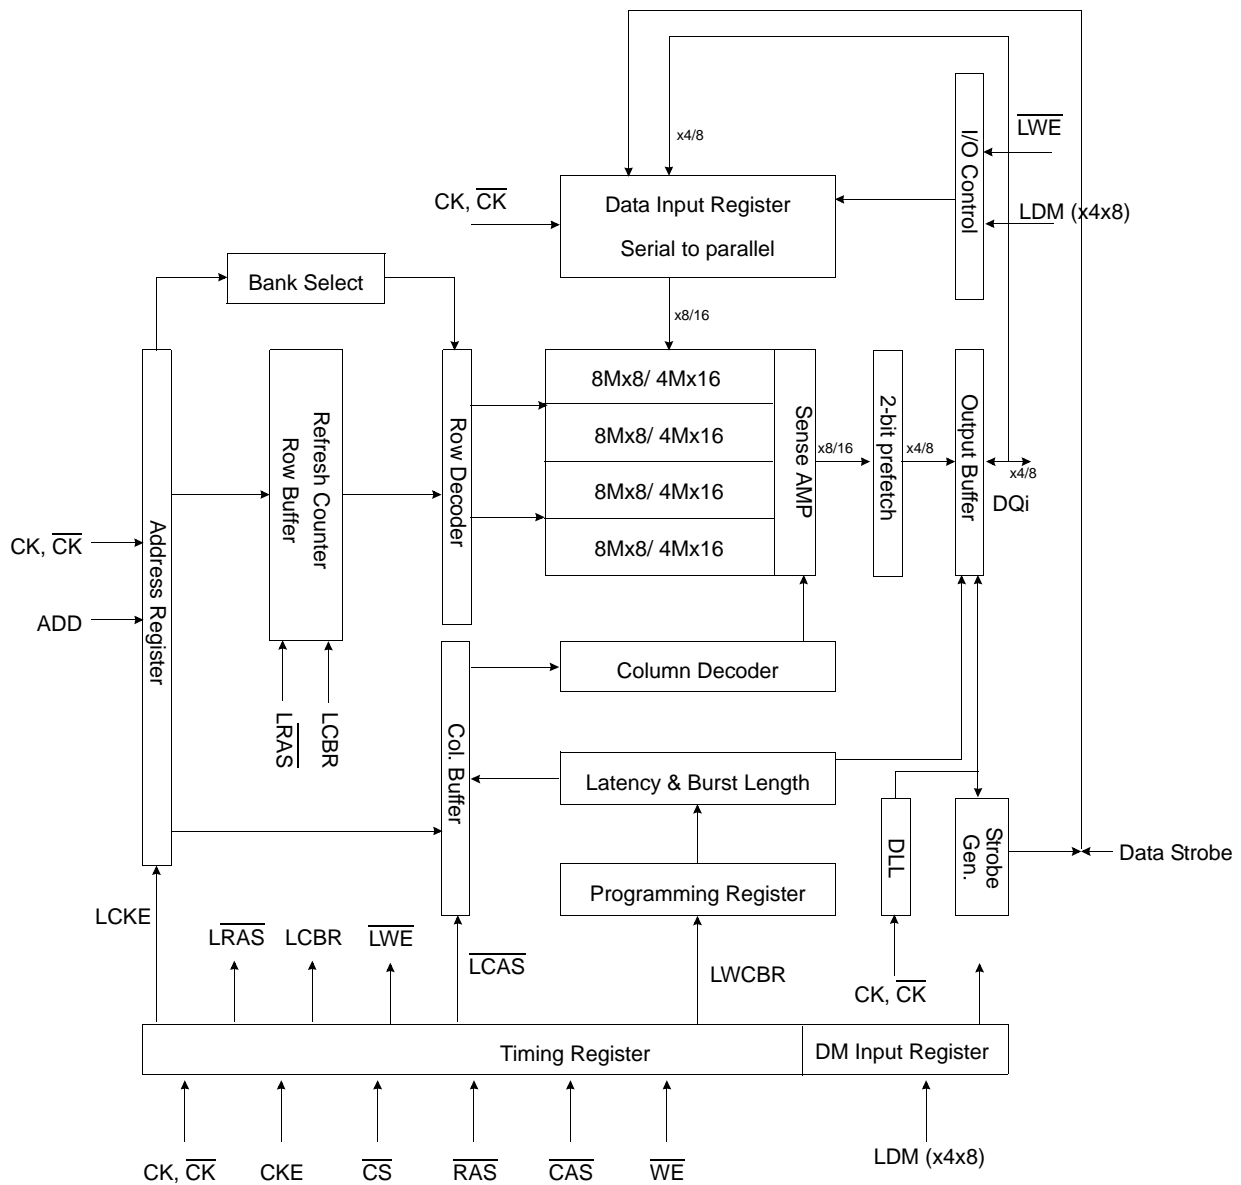 LWE
x4/8
I/O Control
CK, CK
Data Input Register
Serial to parallel
LDM (x4x8)
Bank Select
x8/16
Address Register
Refresh Counter
Row Buffer
Row Decoder
8Mx8/ 4Mx16
8Mx8/ 4Mx16
8Mx8/ 4Mx16
8Mx8/ 4Mx16
Sense AMP
x8/16
2-bit prefetch
x4/8
Output Buffer
x4/8
DQi
CK, CK
ADD
LRAS
LCBR
Col. Buffer
Column Decoder
Latency & Burst Length
DLL
Strobe
Gen.
Data Strobe
Programming Register
LCKE
LRAS
LCBR
LWE
LCAS
LWCBR
CK, CK
Timing Register
DM Input Register
CK, CK
CKE
CS
RAS
CAS
WE
LDM (x4x8)